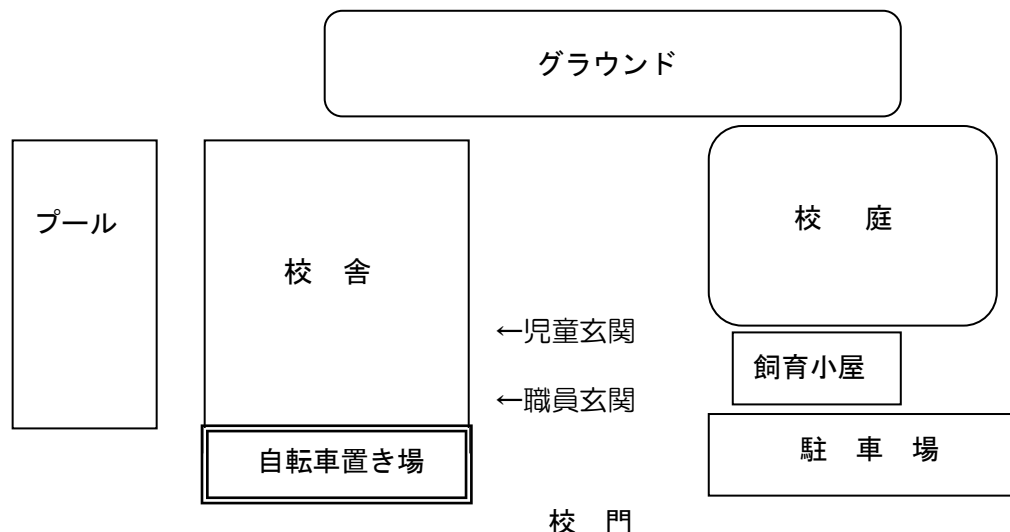 グラウンド
プール
校 舎
校 庭
←児童玄関
飼育小屋
←職員玄関
自転車置き場
駐 車 場
校 門